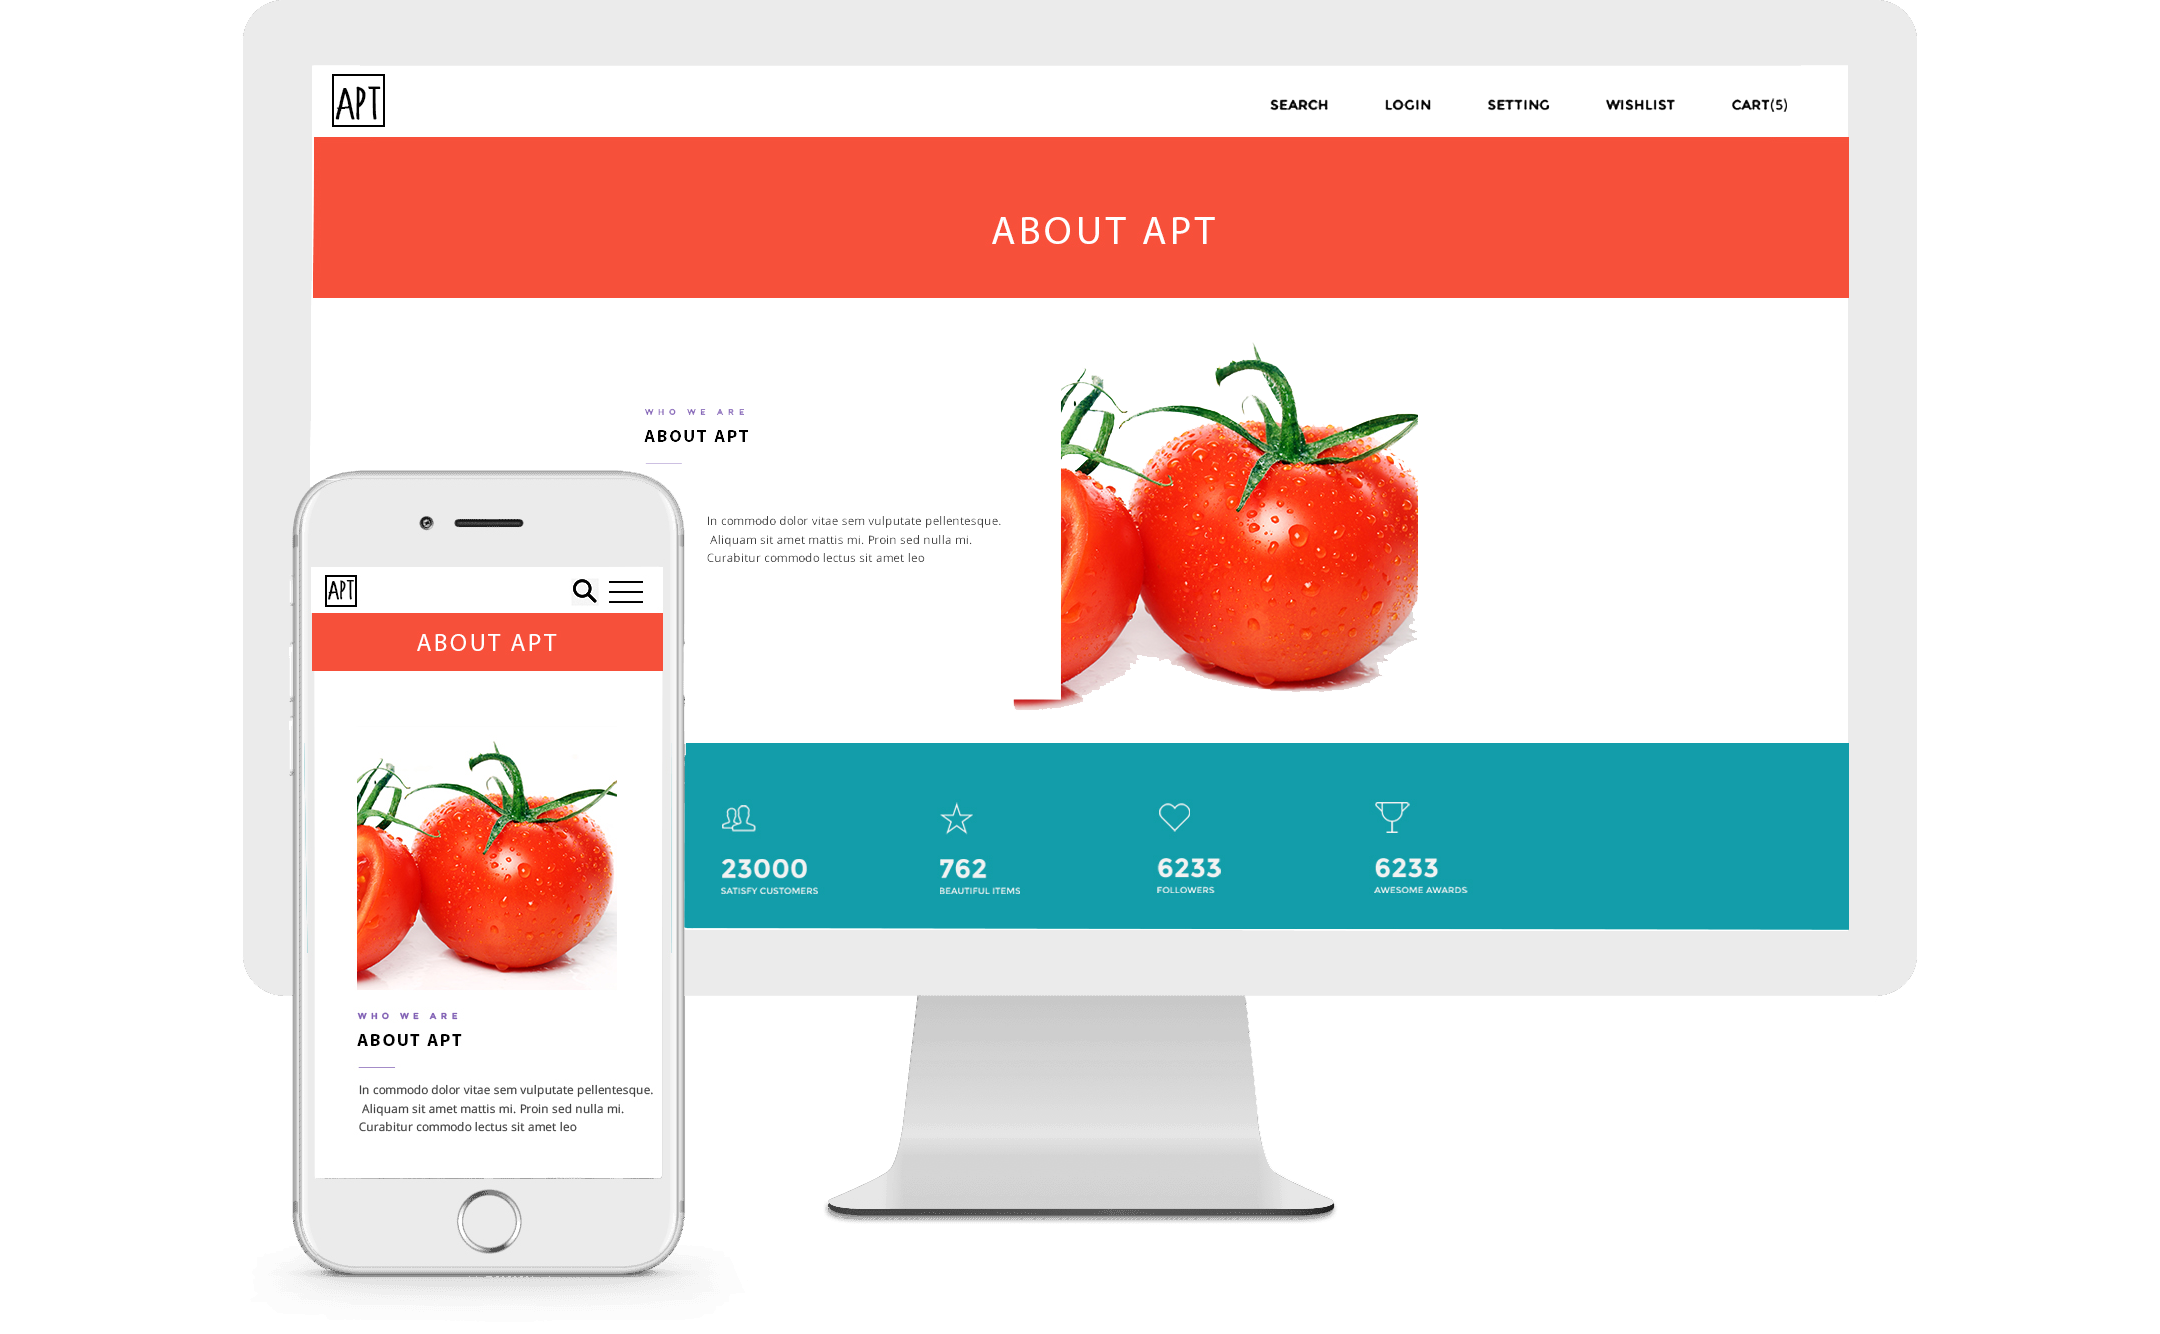 APT
SEARCH LOGIN SETTING WISHLIST CART(5)
ABOUT APT
WHO WE ARE
ABOUT APT
In commodo dolor vitae sem vulputate pellentesque.
Aliquam sit amet mattis mi. Proin sed nulla mi.
Curabitur commodo lectus sit amet leo
23000
SATISFY CUSTOMERS
762
BEAUTIFUL ITEMS
6233
FOLLOWERS
6233
AWESOME AWARDS
APT
ABOUT APT
WHO WE ARE
ABOUT APT
In commodo dolor vitae sem vulputate pellentesque.
Aliquam sit amet mattis mi. Proin sed nulla mi.
Curabitur commodo lectus sit amet leo